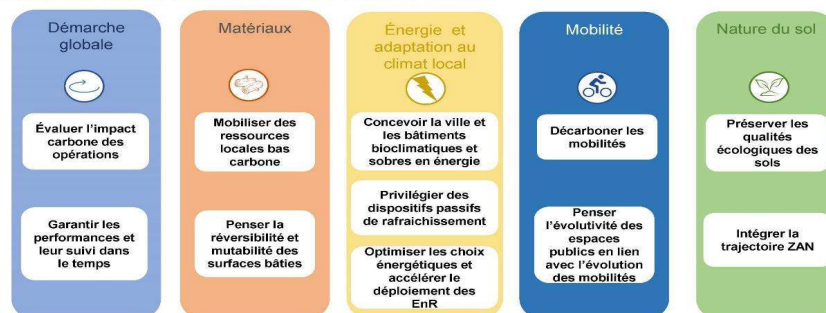 Démarche
globale
Évaluer l'impact
carbone des
opérations
Garantir les
performances et
leur suivi dans
le temps
Matériaux
Mobiliser des
ressources
locales bas
carbone
Penser la
réversibilité et
mutabilité des
surfaces bâties
Énergie et
adaptation au
climat local
Concevoir la ville et
les bâtiments
bioclimatiques et
sobres en énergie
Privilégier des
dispositifs passifs
de rafraichissement
Optimiser les choix
énergétiques et
accélérer le
déploiement des
EnR
Mobilité
Décarboner les
mobilités
Penser
l'évolutivité des
espaces
publics en lien
avec l'évolution
des mobilités
Nature du sol
Préserver les
qualités
écologiques des
sols
Intégrer la
trajectoire ZAN